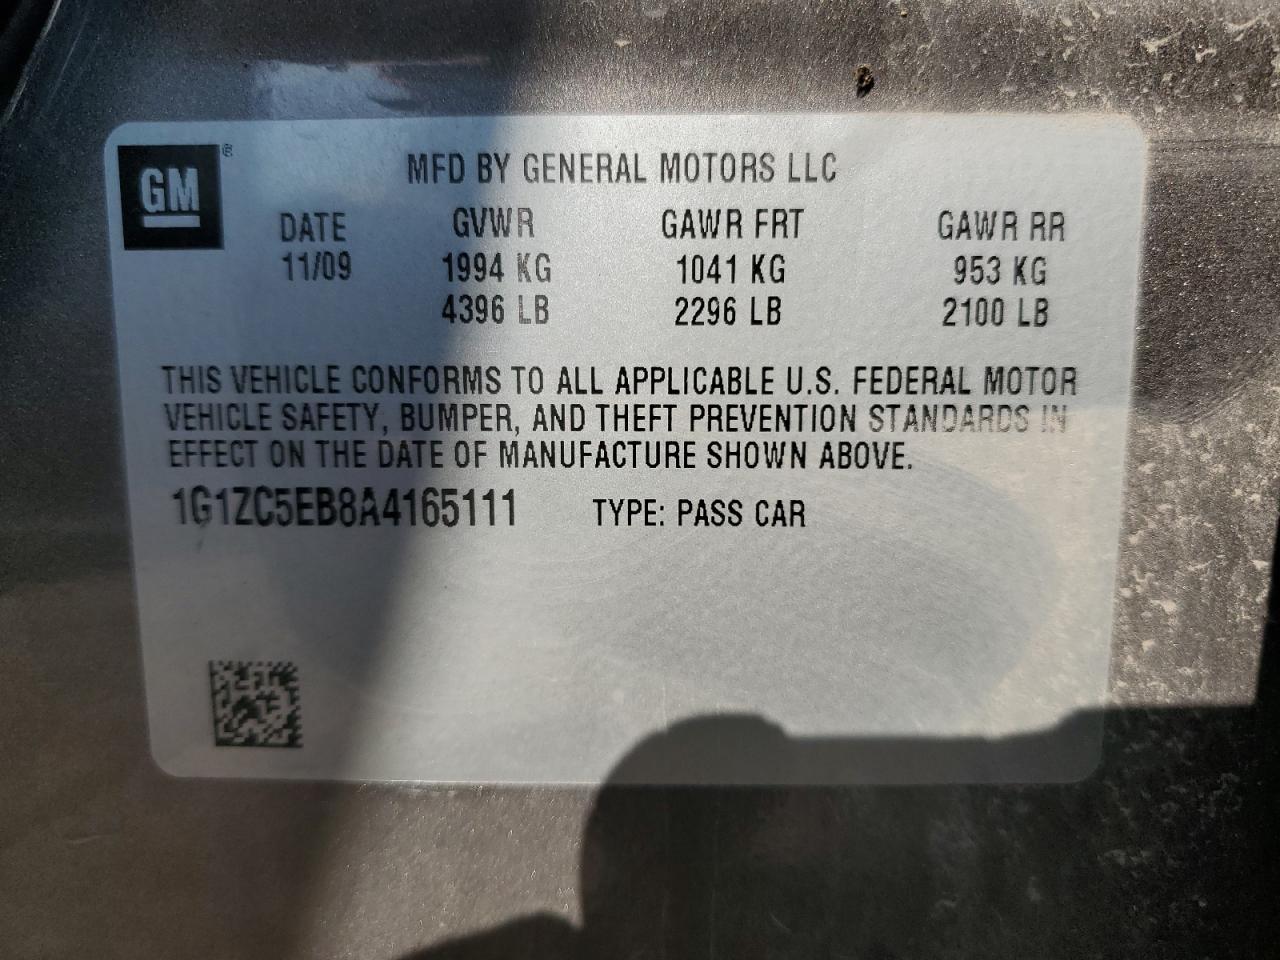 GM ®
MFD BY GENERAL MOTORS LLC
DATE GVWR GAWR FRT GAWR RR
11/09 1994 KG 1041 KG 953 KG
4396 LB 2296 LB 2100 LB
THIS VEHICLE CONFORMS TO ALL APPLICABLE U.S. FEDERAL MOTOR
VEHICLE SAFETY, BUMPER, AND THEFT PREVENTION STANDARDS IN
EFFECT ON THE DATE OF MANUFACTURE SHOWN ABOVE.
1G1ZC5EB8A4165111 TYPE: PASS CAR